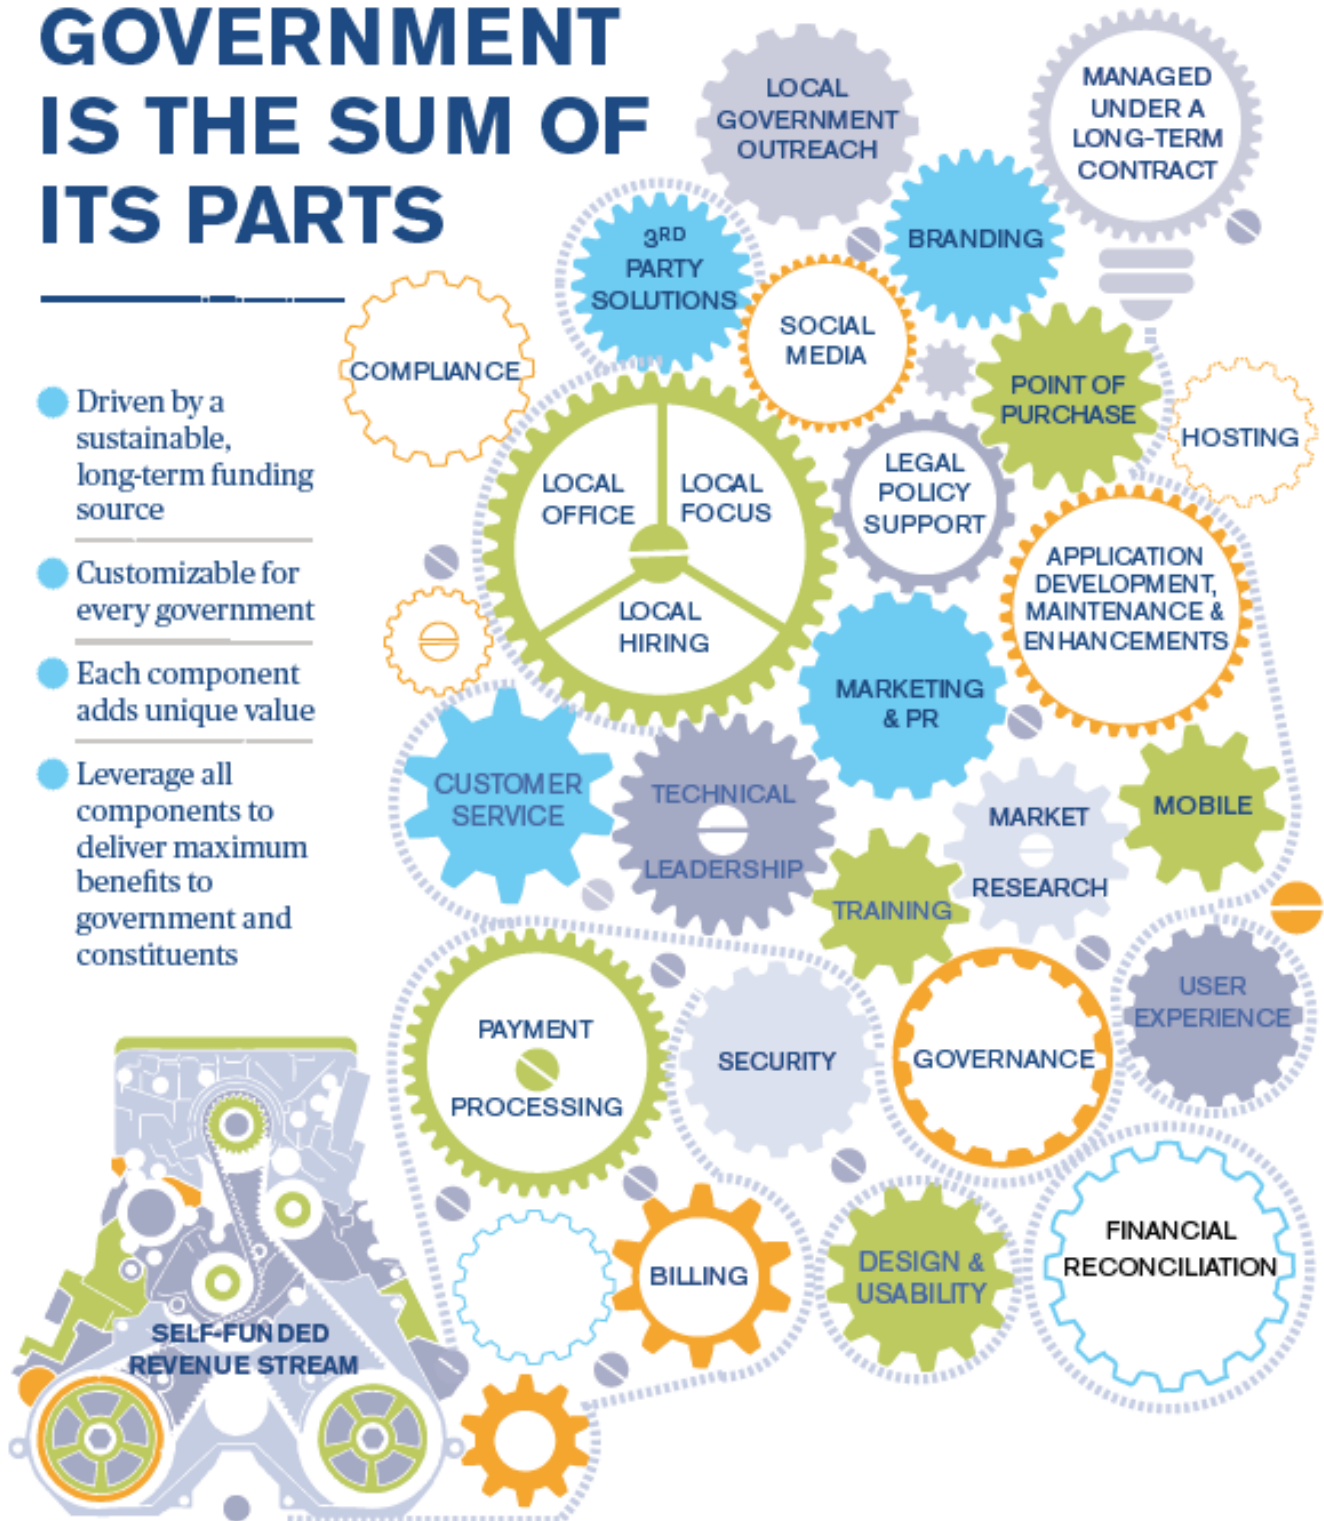 GOVERNMENT
IS THE SUM OF
ITS PARTS
Driven by a
sustainable,
long-term funding
source
Customizable for
every government
Each component
adds unique value
Leverage all
components to
deliver maximum
benefits to
government and
constituents
LOCAL
GOVERNMENT
OUTREACH
MANAGED
UNDER A
LONG-TERM
CONTRACT
3RD
PARTY
SOLUTIONS
BRANDING
SOCIAL
MEDIA
COMPLIANCE
POINT OF
PURCHASE
HOSTING
LOCAL
OFFICE
LOCAL
FOCUS
LOCAL
HIRING
LEGAL
POLICY
SUPPORT
APPLICATION
DEVELOPMENT,
MAINTENANCE &
ENHANCEMENTS
MARKETING
& PR
CUSTOMER
SERVICE
TECHNICAL
LEADERSHIP
MARKET
RESEARCH
MOBILE
TRAINING
USER
EXPERIENCE
PAYMENT
PROCESSING
SECURITY
GOVERNANCE
BILLING
DESIGN &
USABILITY
FINANCIAL
RECONCILIATION
SELF-FUNDED
REVENUE STREAM